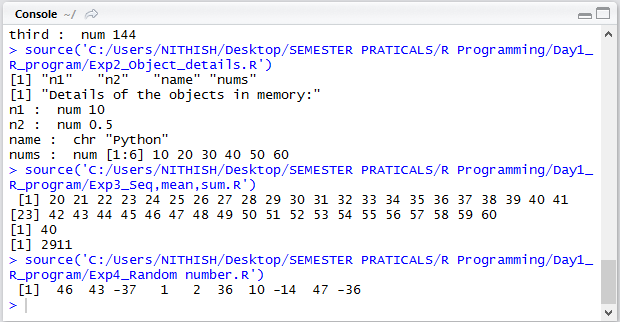 Console ~/
third :  num 144
> source('C:/Users/NITHISH/Desktop/SEMESTER PRATICALS/R Programming/Day1_
R_program/Exp2_Object_details.R')
[1] "n1"   "n2"   "name" "nums"
[1] "Details of the objects in memory:"
n1 :  num 10
n2 :  num 0.5
name :  chr "Python"
nums :  num [1:6] 10 20 30 40 50 60
> source('C:/Users/NITHISH/Desktop/SEMESTER PRATICALS/R Programming/Day1_
R_program/Exp3_Seq,mean,sum.R')
 [1] 20 21 22 23 24 25 26 27 28 29 30 31 32 33 34 35 36 37 38 39 40 41
[23] 42 43 44 45 46 47 48 49 50 51 52 53 54 55 56 57 58 59 60
[1] 40
[1] 2911
> source('C:/Users/NITHISH/Desktop/SEMESTER PRATICALS/R Programming/Day1_
R_program/Exp4_Random number.R')
 [1]  46  43 -37   1   2  36  10 -14  47 -36
>